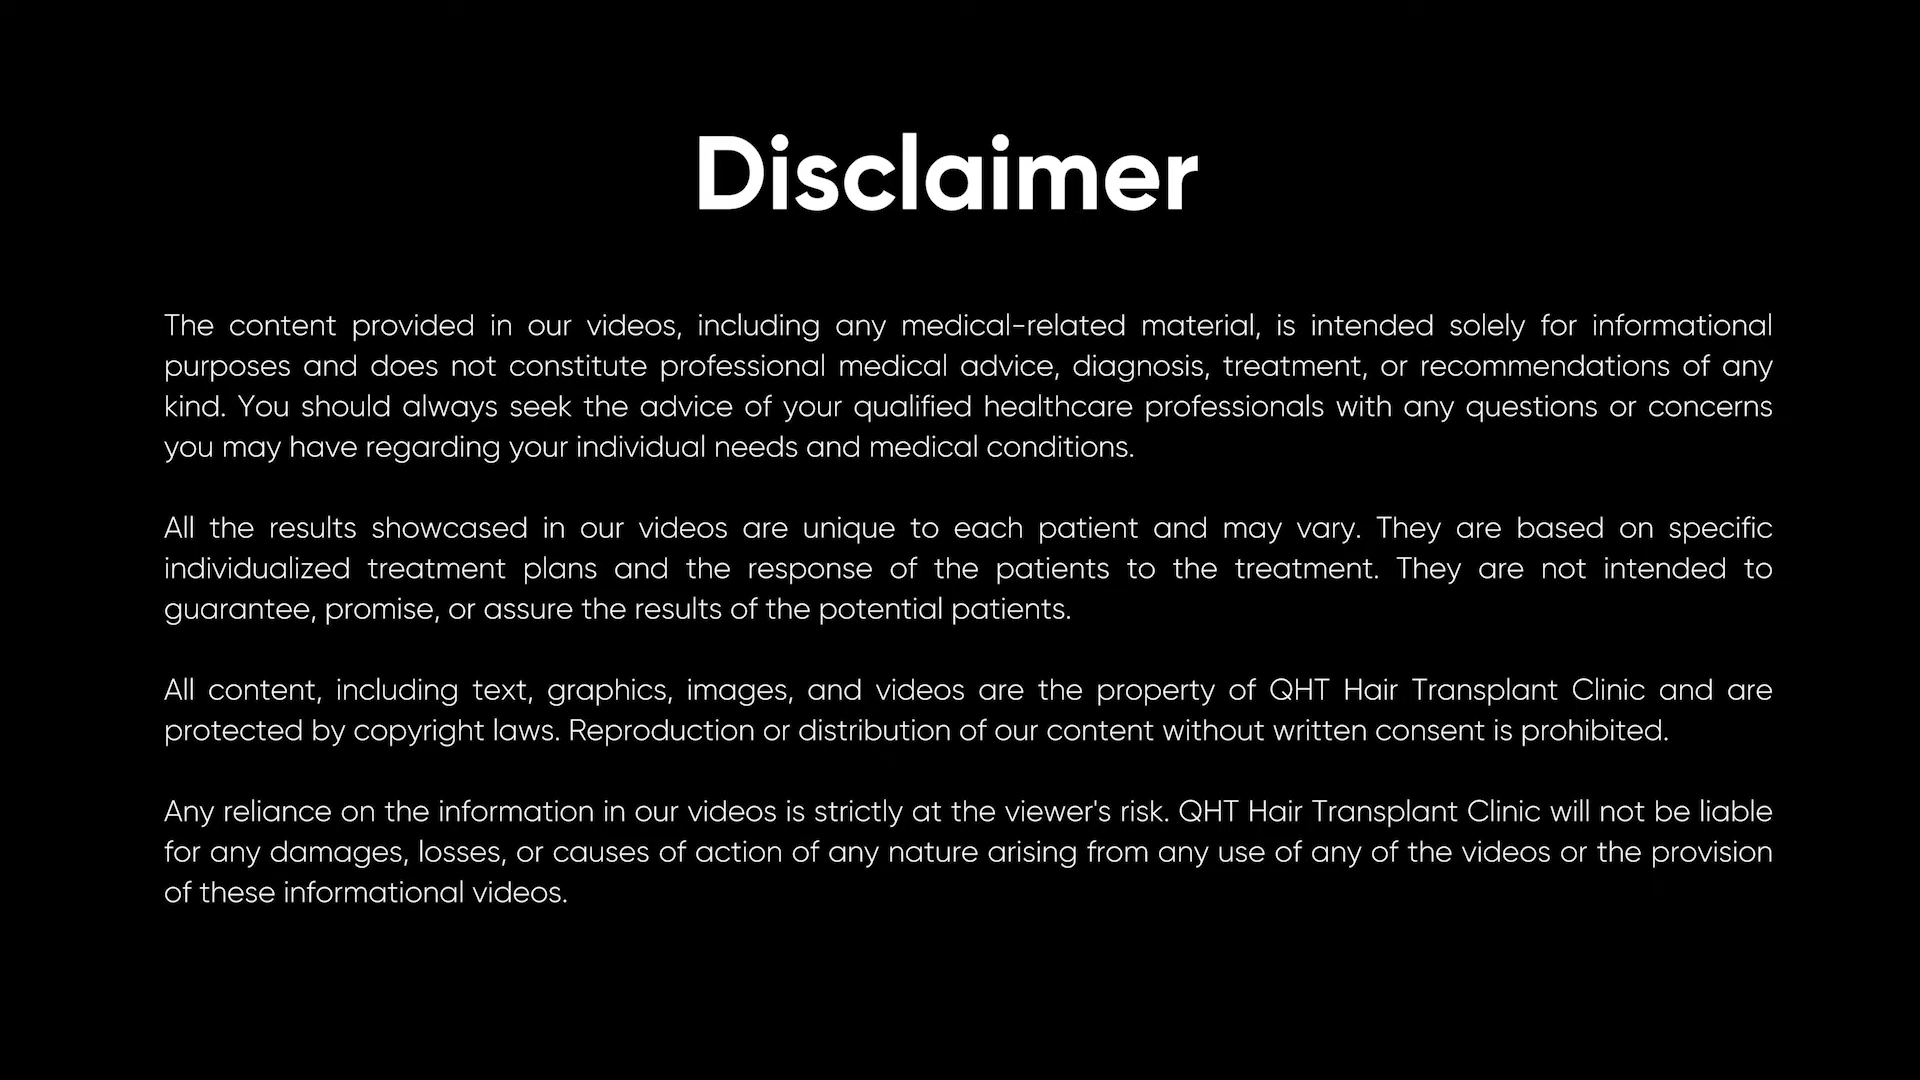 Disclaimer
The content provided in our videos, including any medical-related material, is intended solely for informational
purposes and does not constitute professional medical advice, diagnosis, treatment, or recommendations of any
kind. You should always seek the advice of your qualified healthcare professionals with any questions or concerns
you may have regarding your individual needs and medical conditions.
All the results showcased in our videos are unique to each patient and may vary. They are based on specific
individualized treatment plans and the response of the patients to the treatment. They are not intended to
guarantee, promise, or assure the results of the potential patients.
All content, including text, graphics, images, and videos are the property of QHT Hair Transplant Clinic and are
protected by copyright laws. Reproduction or distribution of our content without written consent is prohibited.
Any reliance on the information in our videos is strictly at the viewer's risk. QHT Hair Transplant Clinic will not be liable
for any damages, losses, or causes of action of any nature arising from any use of any of the videos or the provision
of these informational videos.